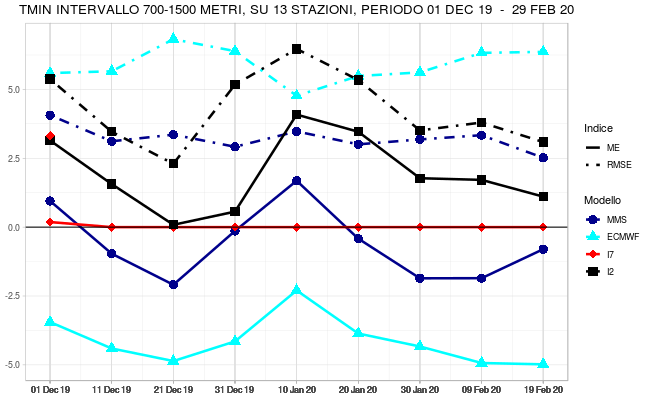 TMIN INTERVALLO 700-1500 METRI, SU 13 STAZIONI, PERIODO 01 DEC 19 - 29 FEB 20
5.0
2.5
0.0
-2.5
-5.0
01 Dec 19 11 Dec 19 21 Dec 19 31 Dec 19 10 Jan 20 20 Jan 20 30 Jan 20 09 Feb 20 19 Feb 20
Indice
ME
RMSE
Modello
MMS
ECMWF
I7
I2